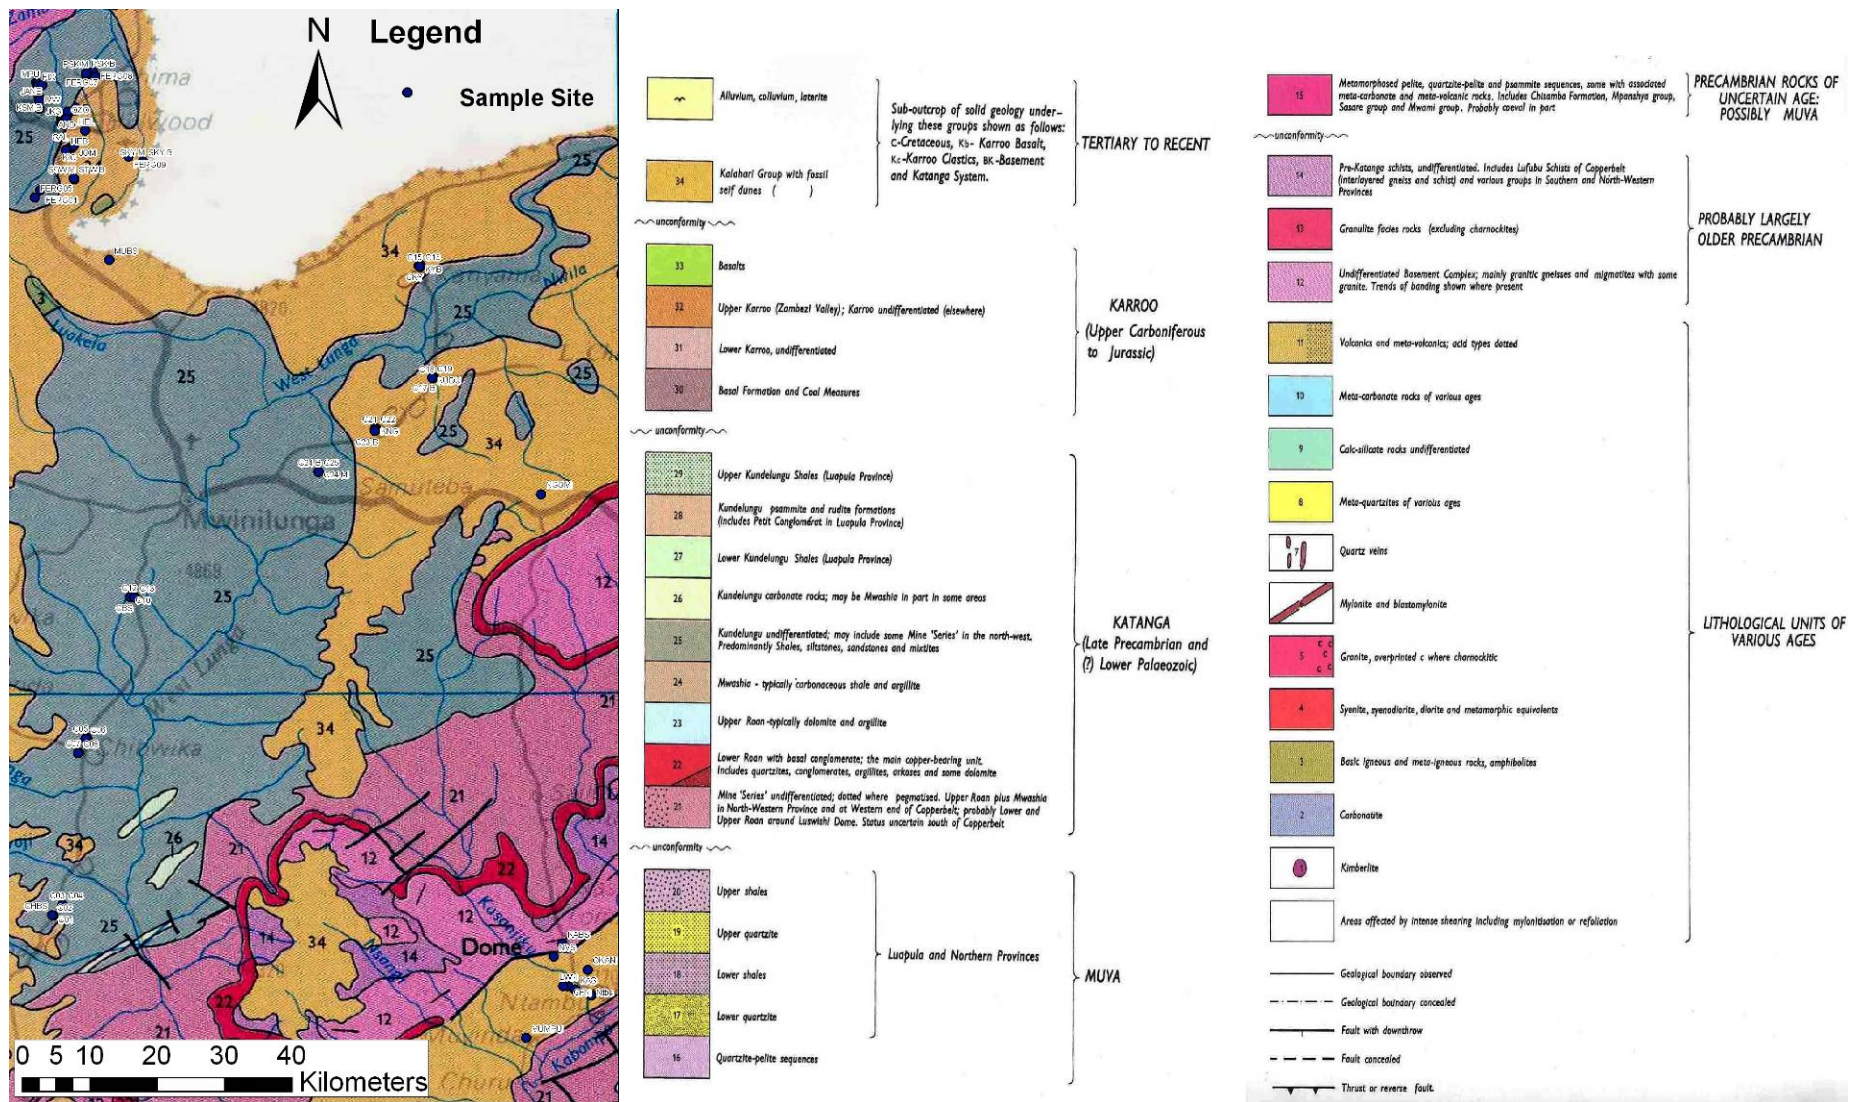 N
Legend
Sample Site
25
34
MUBS
3
Luakela
4820
25
West Lunga
25
Nwila
25
34
25
34
Samuteba
Mwinilunga
4868
25
12
25
West Lunga
21
34
21
26
21
12
22
14
34
25
12
Kasanjiku
Dome
14
34
12
14
22
12
21
21
0 5 10 20 30 40
Kilometers
Alluvium, colluvium, laterite
34
Kalahari Group with fossil
seif dunes ( )
Sub-outcrop of solid geology under-
lying these groups shown as follows:
C-Cretaceous, Kb- Karroo Basalt,
Kc-Karroo Clastics, BK-Basement
and Katanga System.
TERTIARY TO RECENT
unconformity
33
Basalts
32
Upper Karroo (Zambezi Valley); Karroo undifferentiated (elsewhere)
31
Lower Karroo, undifferentiated
30
Basal Formation and Coal Measures
KARROO
(Upper Carboniferous
to Jurassic)
unconformity
29
Upper Kundelungu Shales (Luapula Province)
28
Kundelungu psammite and rudite formations
(includes Petit Conglomérat in Luapula Province)
27
Lower Kundelungu Shales (Luapula Province)
26
Kundelungu carbonate rocks; may be Mwashia in part in some areas
25
Kundelungu undifferentiated; may include some Mine 'Series' in the north-west.
Predominantly Shales, siltstones, sandstones and mixtites
24
Mwashia - typically carbonaceous shale and argillite
23
Upper Roan-typically dolomite and argillite
22
Lower Roan with basal conglomerate; the main copper-bearing unit.
Includes quartzites, conglomerates, argillites, arkoses and some dolomite
21
Mine 'Series' undifferentiated; dotted where pegmatised. Upper Roan plus Mwashia
in North-Western Province and at Western end of Copperbelt; probably Lower and
Upper Roan around Luswishi Dome. Status uncertain south of Copperbelt
KATANGA
(Late Precambrian and
(?) Lower Palaeozoic)
unconformity
20
Upper shales
19
Upper quartzite
18
Lower shales
17
Lower quartzite
16
Quartzite-pelite sequences
Luapula and Northern Provinces
MUVA
15
Metamorphosed pelite, quartzite-pelite and psammite sequences, some with associated
meta-carbonate and meta-volcanic rocks. Includes Chisamba Formation, Mpanshya group,
Sasare group and Mwami group. Probably coeval in part
PRECAMBRIAN ROCKS OF
UNCERTAIN AGE:
POSSIBLY MUVA
unconformity
14
Pre-Katanga schists, undifferentiated. Includes Lufubu Schists of Copperbelt
(interlayered gneiss and schist) and various groups in Southern and North-Western
Provinces
13
Granulite facies rocks (excluding charnockites)
12
Undifferentiated Basement Complex; mainly granitic gneisses and migmatites with some
granite. Trends of banding shown where present
PROBABLY LARGELY
OLDER PRECAMBRIAN
11
Volcanics and meta-volcanics; acid types dotted
10
Meta-carbonate rocks of various ages
9
Calc-silicate rocks undifferentiated
8
Meta-quartzites of various ages
7
Quartz veins
Mylonite and blastomylonite
5
Granite, overprinted c where charnockitic
4
Syenite, syenodiorite, diorite and metamorphic equivalents
3
Basic igneous and meta-igneous rocks, amphibolites
2
Carbonatite
Kimberlite
Areas affected by intense shearing including mylonitisation or refoliation
LITHOLOGICAL UNITS OF
VARIOUS AGES
Geological boundary observed
Geological boundary concealed
Fault with downthrow
Fault concealed
Thrust or reverse fault.